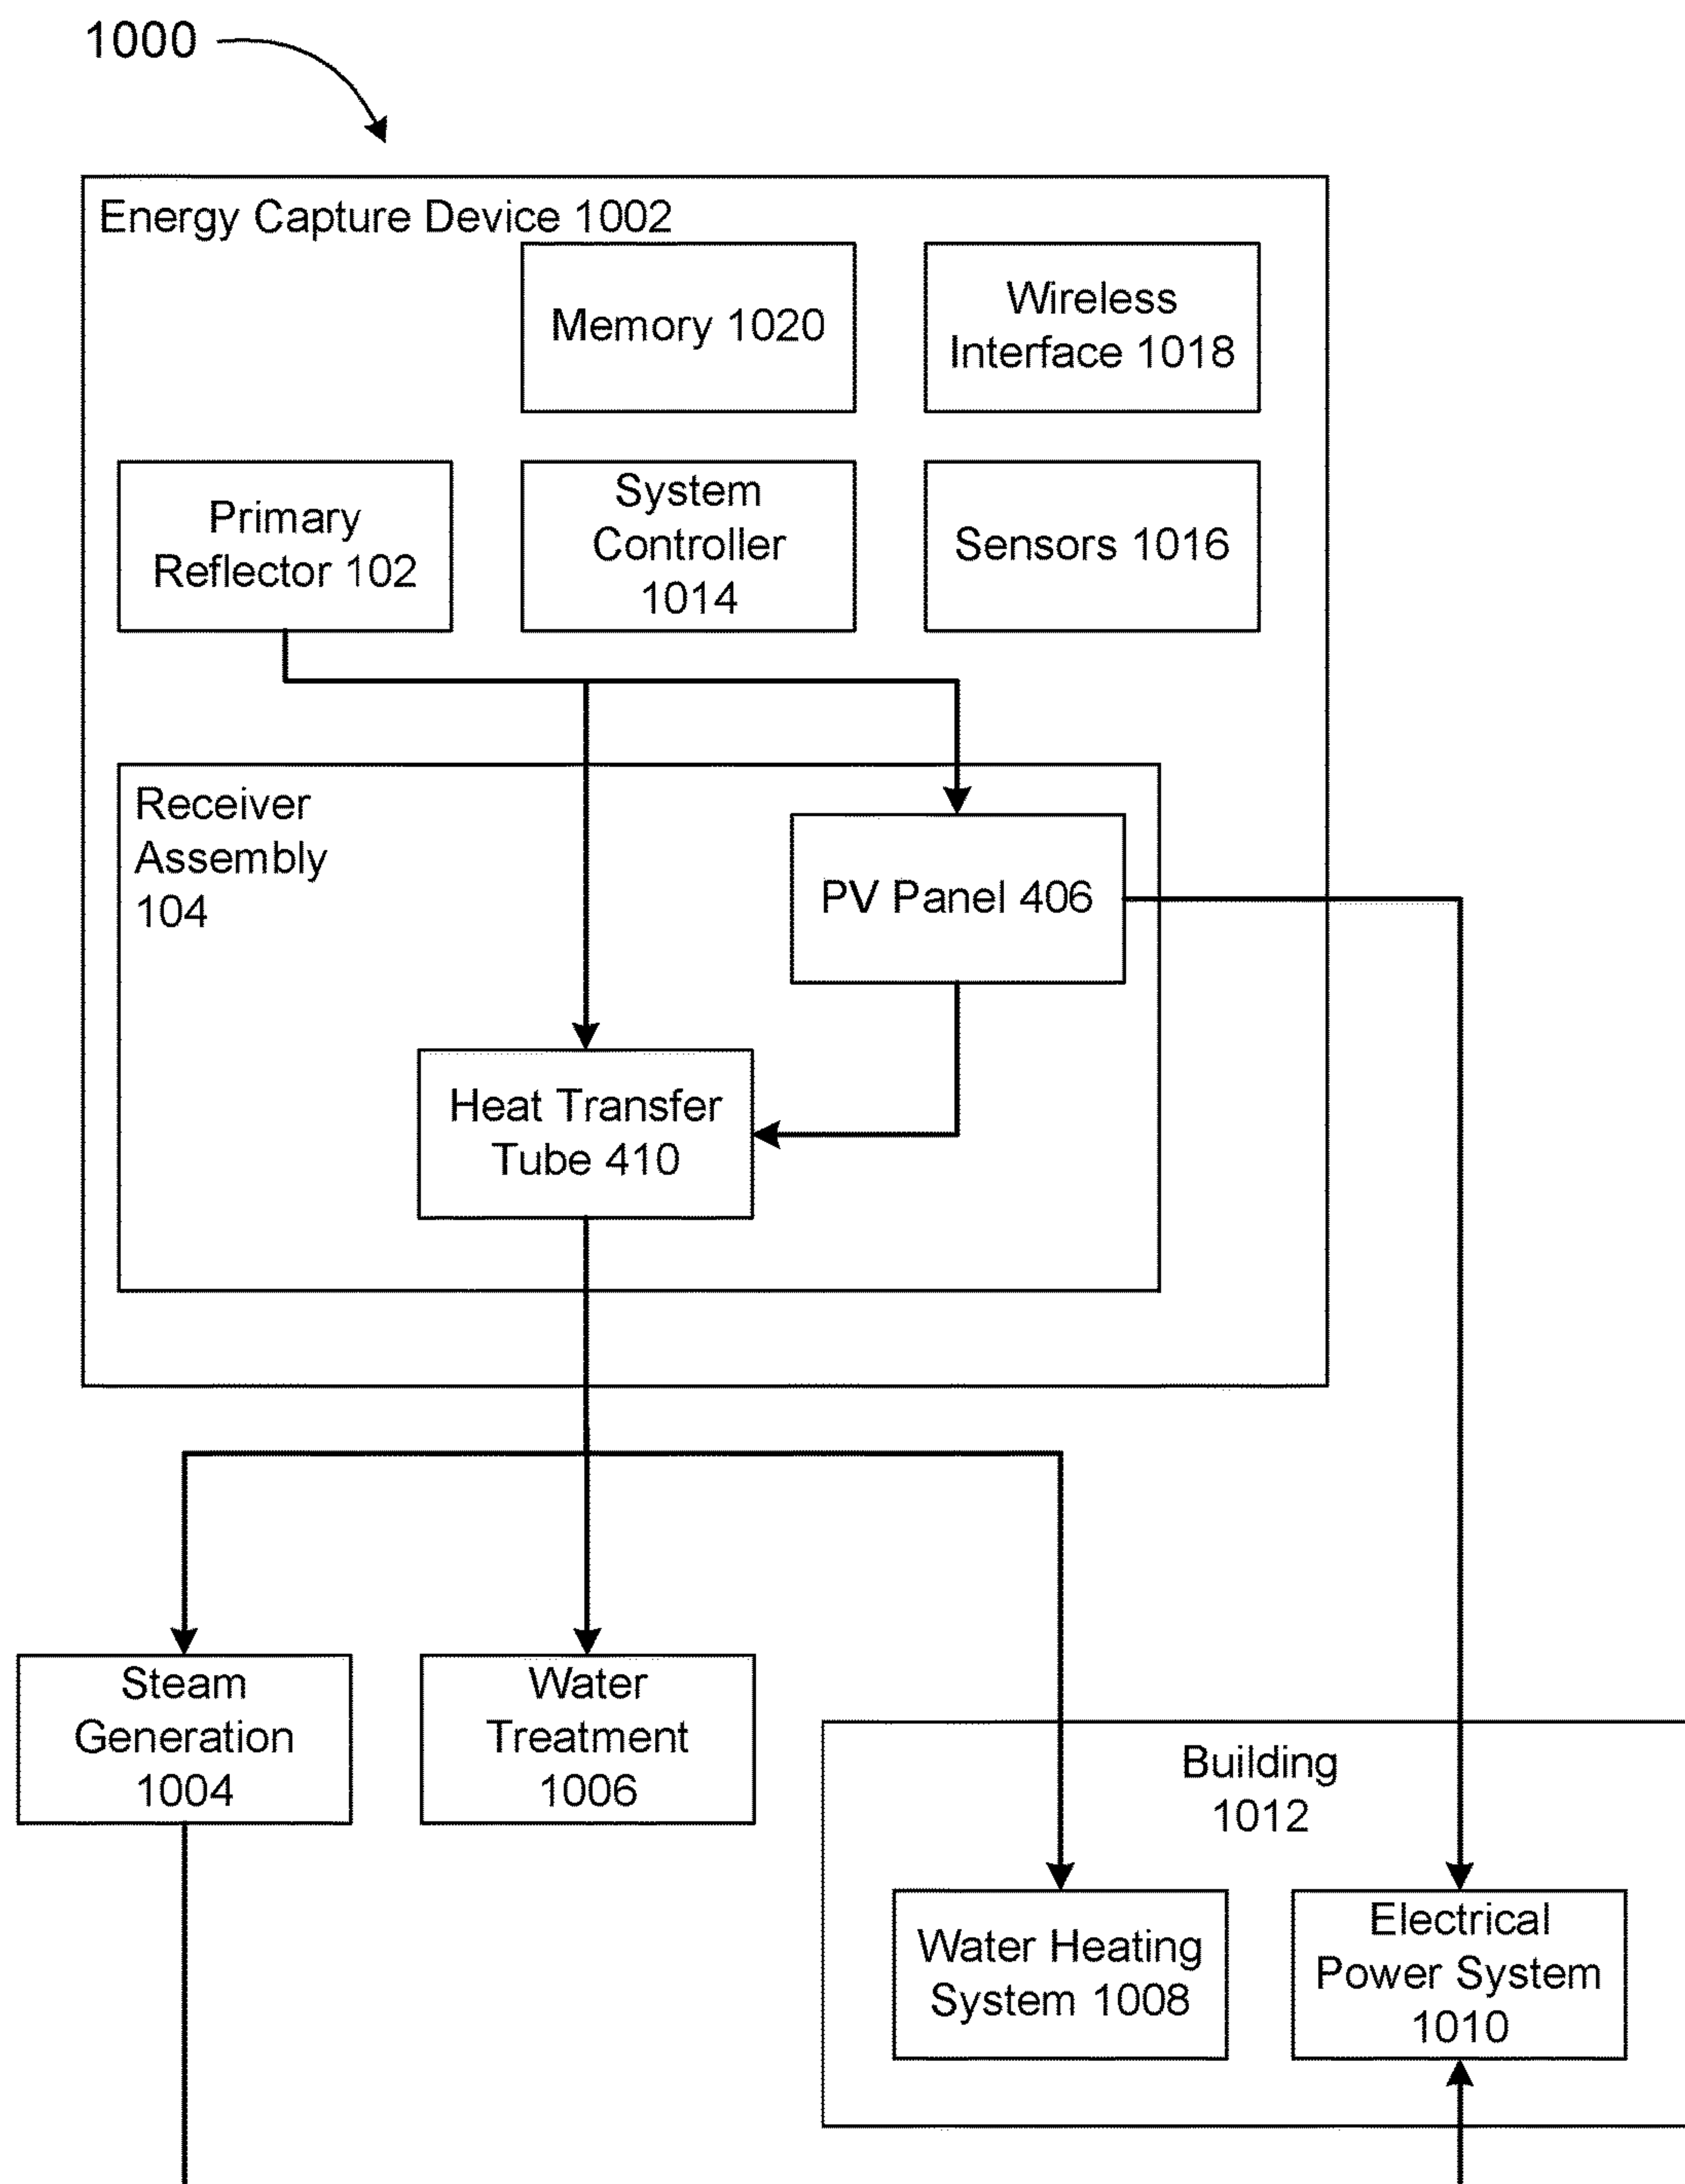 1000
Energy Capture Device 1002
Memory 1020
Wireless
Interface 1018
Primary
Reflector 102
System
Controller
1014
Sensors 1016
Receiver
Assembly
104
PV Panel 406
Heat Transfer
Tube 410
Steam
Generation
1004
Water
Treatment
1006
Building
1012
Water Heating
System 1008
Electrical
Power System
1010